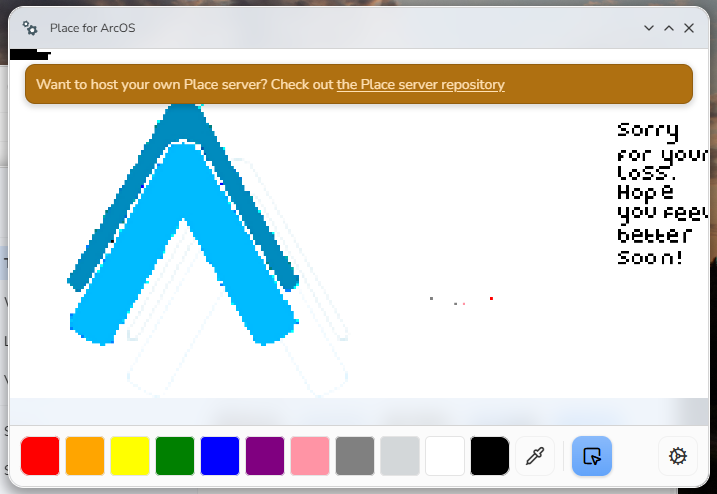 Place for ArcOS
Want to host your own Place server? Check out the Place server repository
Sorry
for your
Loss.
Hope
you feel
better
Soon!